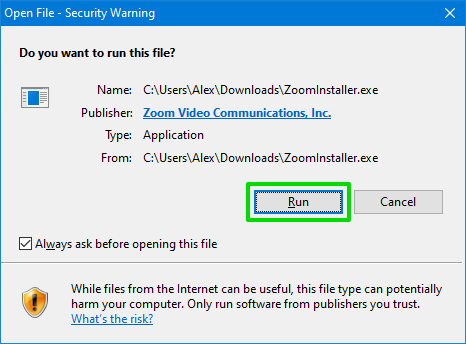 Open File - Security Warning
Do you want to run this file?
Name: C:\Users\Alex\Downloads\ZoomInstaller.exe
Publisher: Zoom Video Communications, Inc.
Type: Application
From: C:\Users\Alex\Downloads\ZoomInstaller.exe
Run Cancel
Always ask before opening this file
While files from the Internet can be useful, this file type can potentially
harm your computer. Only run software from publishers you trust.
What's the risk?